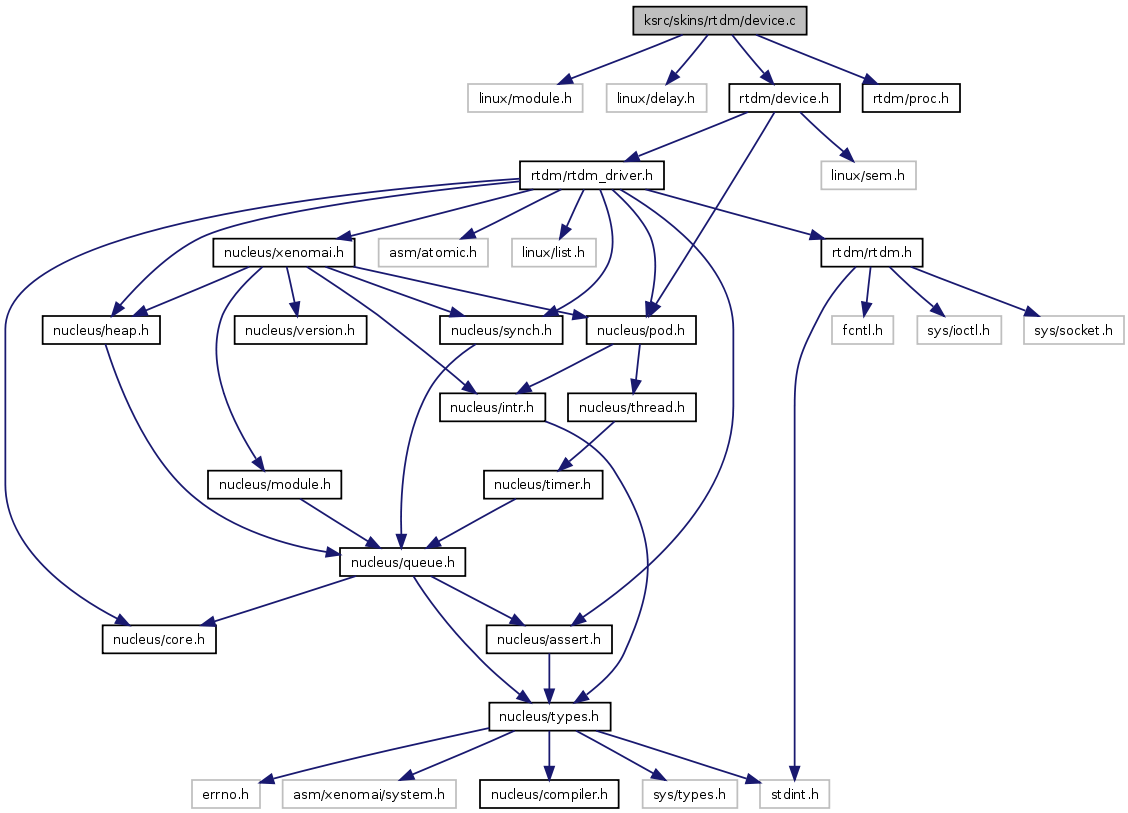 ksrc/skins/rtdm/device.c
linux/module.h
linux/delay.h
rtdm/device.h
rtdm/proc.h
rtdm/rtdm_driver.h
linux/sem.h
nucleus/xenomai.h
asm/atomic.h
linux/list.h
rtdm/rtdm.h
nucleus/heap.h
nucleus/version.h
nucleus/synch.h
nucleus/pod.h
fcntl.h
sys/ioctl.h
sys/socket.h
nucleus/intr.h
nucleus/thread.h
nucleus/module.h
nucleus/timer.h
nucleus/queue.h
nucleus/core.h
nucleus/assert.h
nucleus/types.h
errno.h
asm/xenomai/system.h
nucleus/compiler.h
sys/types.h
stdint.h